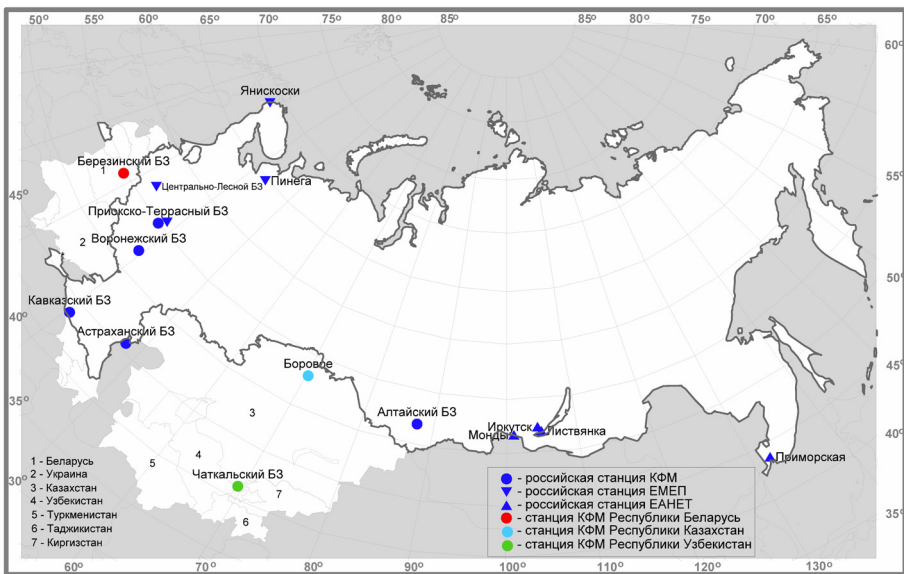 50° 55° 60° 65° 70° 75° 80° 85° 85° 80° 75° 70° 65°
60°
55°
50°
45°
40°
35°
45°
40°
35°
30°
60° 70° 80° 90° 100° 110° 120° 130°
Янискоски
Березинский БЗ
1
Центрально-Лесной БЗ
Пинега
Приокско-Террасный БЗ
2
Воронежский БЗ
Кавказский БЗ
Астраханский БЗ
Боровое
3
Алтайский БЗ
Иркутск
Листвянка
Монды
Приморская
4
5
Чаткальский БЗ
7
6
1 - Беларусь
2 - Украина
3 - Казахстан
4 - Узбекистан
5 - Туркменистан
6 - Таджикистан
7 - Киргизстан
- российская станция КФМ
- российская станция ЕМЕП
- российская станция ЕАНЕТ
- станция КФМ Республики Беларусь
- станция КФМ Республики Казахстан
- станция КФМ Республики Узбекистан